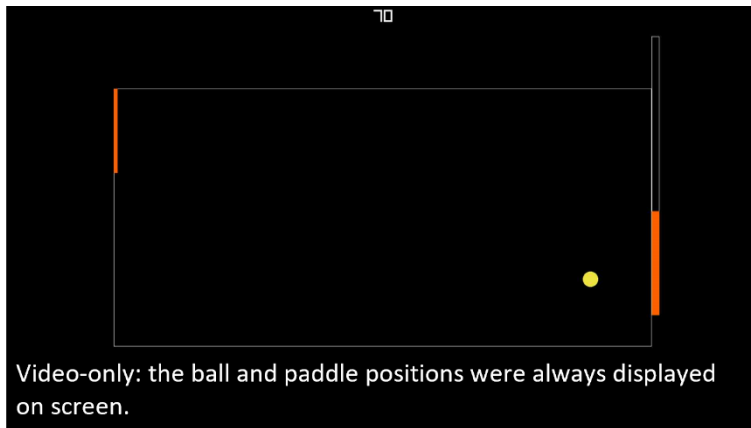 70
Video-only: the ball and paddle positions were always displayed
on screen.